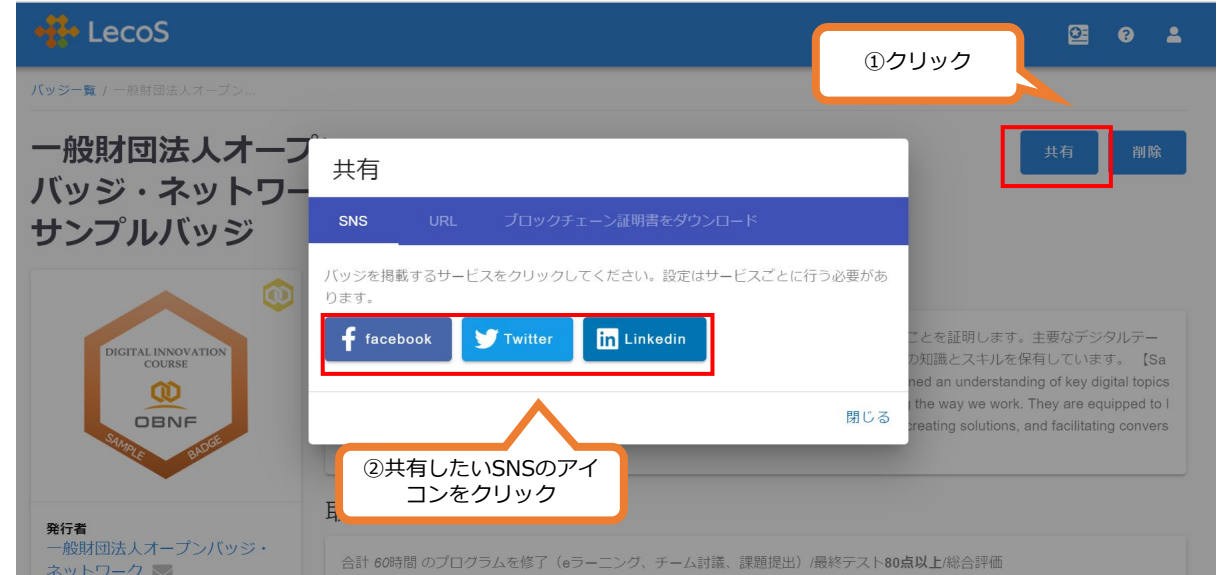 LecoS
①クリック
バッジ一覧 / 一般財団法人オープン...
一般財団法人オープ
バッジ・ネットワー
サンプルバッジ
共有
削除
共有
SNS
URL
ブロックチェーン証明書をダウンロード
バッジを掲載するサービスをクリックしてください。設定はサービスごとに行う必要があ
ります。
facebook
Twitter
Linkedin
閉じる
②共有したいSNSのアイ
コンをクリック
DIGITAL INNOVATION
COURSE
OBNF
SAMPLE BADGE
ことを証明します。主要なデジタルテー
の知識とスキルを保有しています。 【Sa
ned an understanding of key digital topics
the way we work. They are equipped to l
creating solutions, and facilitating convers
発行者
一般財団法人オープンバッジ・
ネットワーク
合計 60時間 のプログラムを修了（eラーニング、チーム討議、課題提出）/最終テスト80点以上/総合評価